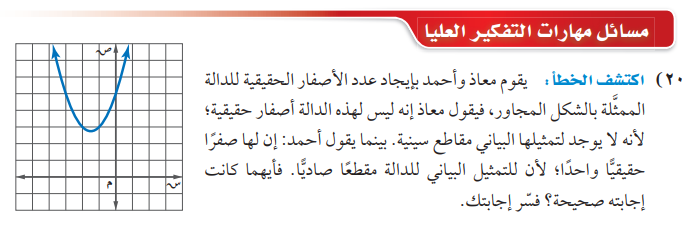 مسائل مهارات التفكير العليا
٢٠) اكتشف الخطأ: يقوم معاذ وأحمد بإيجاد عدد الأصفار الحقيقية للدالة
الممثَّلة بالشكل المجاور، فيقول معاذ إنه ليس لهذه الدالة أصفار حقيقية؛
لأنه لا يوجد لتمثيلها البياني مقاطع سينية. بينما يقول أحمد: إن لها صفرًا
حقيقيًّا واحدًا؛ لأن للتمثيل البياني للدالة مقطعًا صاديًّا. فأيهما كانت
إجابته صحيحة؟ فسّر إجابتك.
ص
س
م